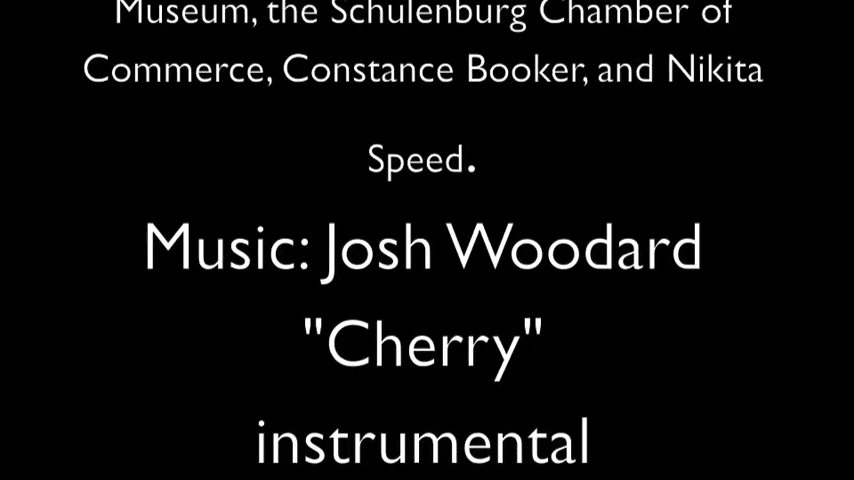 Museum, the Schulenburg Chamber of
Commerce, Constance Booker, and Nikita
Speed.
Music: Josh Woodard
"Cherry"
instrumental